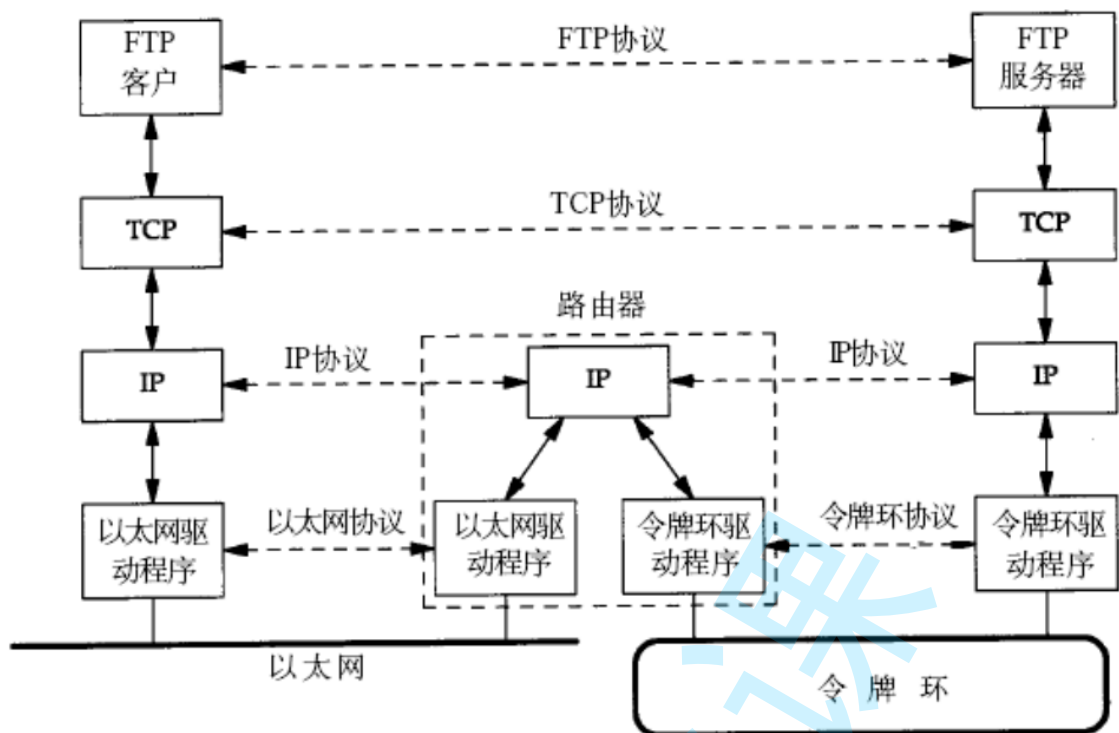 FTP
客户
FTP协议
FTP
服务器
TCP
TCP协议
TCP
路由器
IP
IP协议
IP
IP协议
IP
以太网驱
动程序
以太网协议
以太网驱
动程序
令牌环驱
动程序
令牌环协议
令牌环驱
动程序
以太网
令牌环